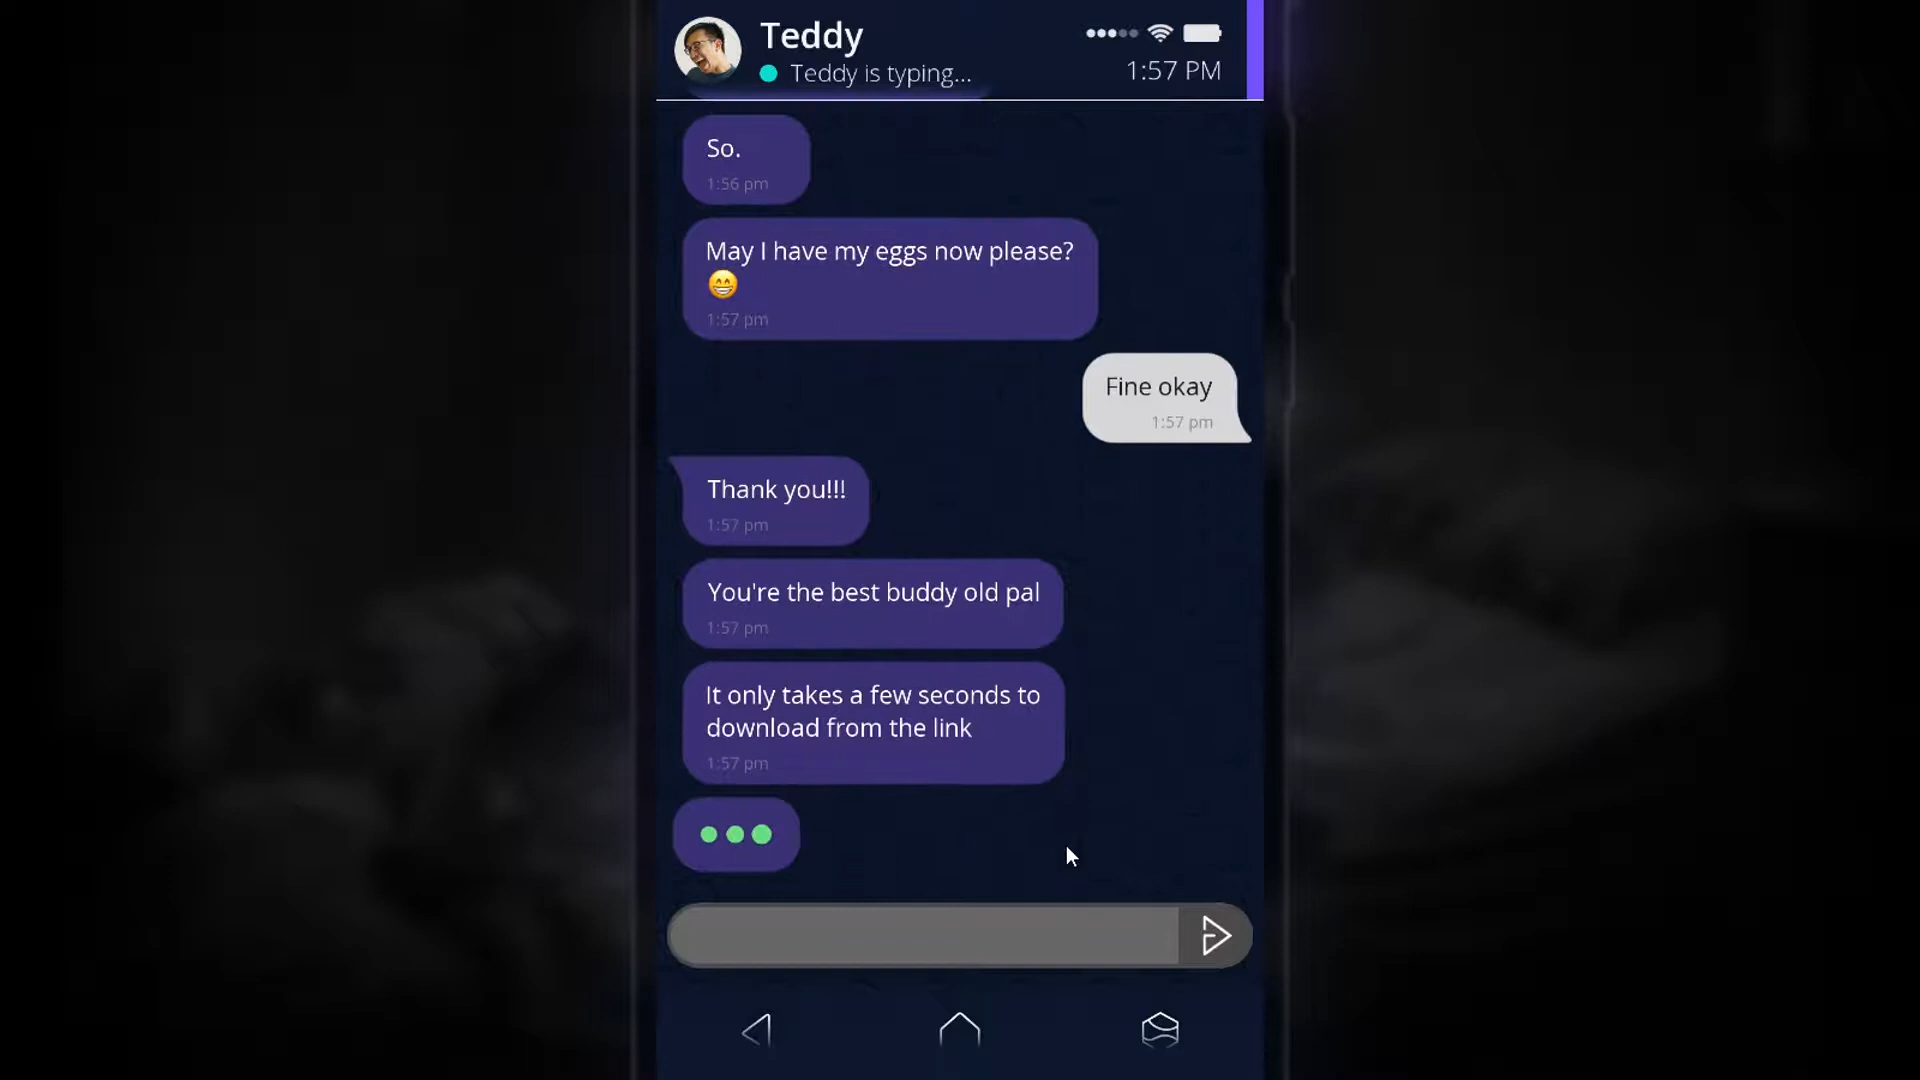 Teddy
Teddy is typing...
1:57 PM
So.
1:56 pm
May I have my eggs now please?
😁
1:57 pm
Fine okay
1:57 pm
Thank you!!!
1:57 pm
You're the best buddy old pal
1:57 pm
It only takes a few seconds to
download from the link
1:57 pm